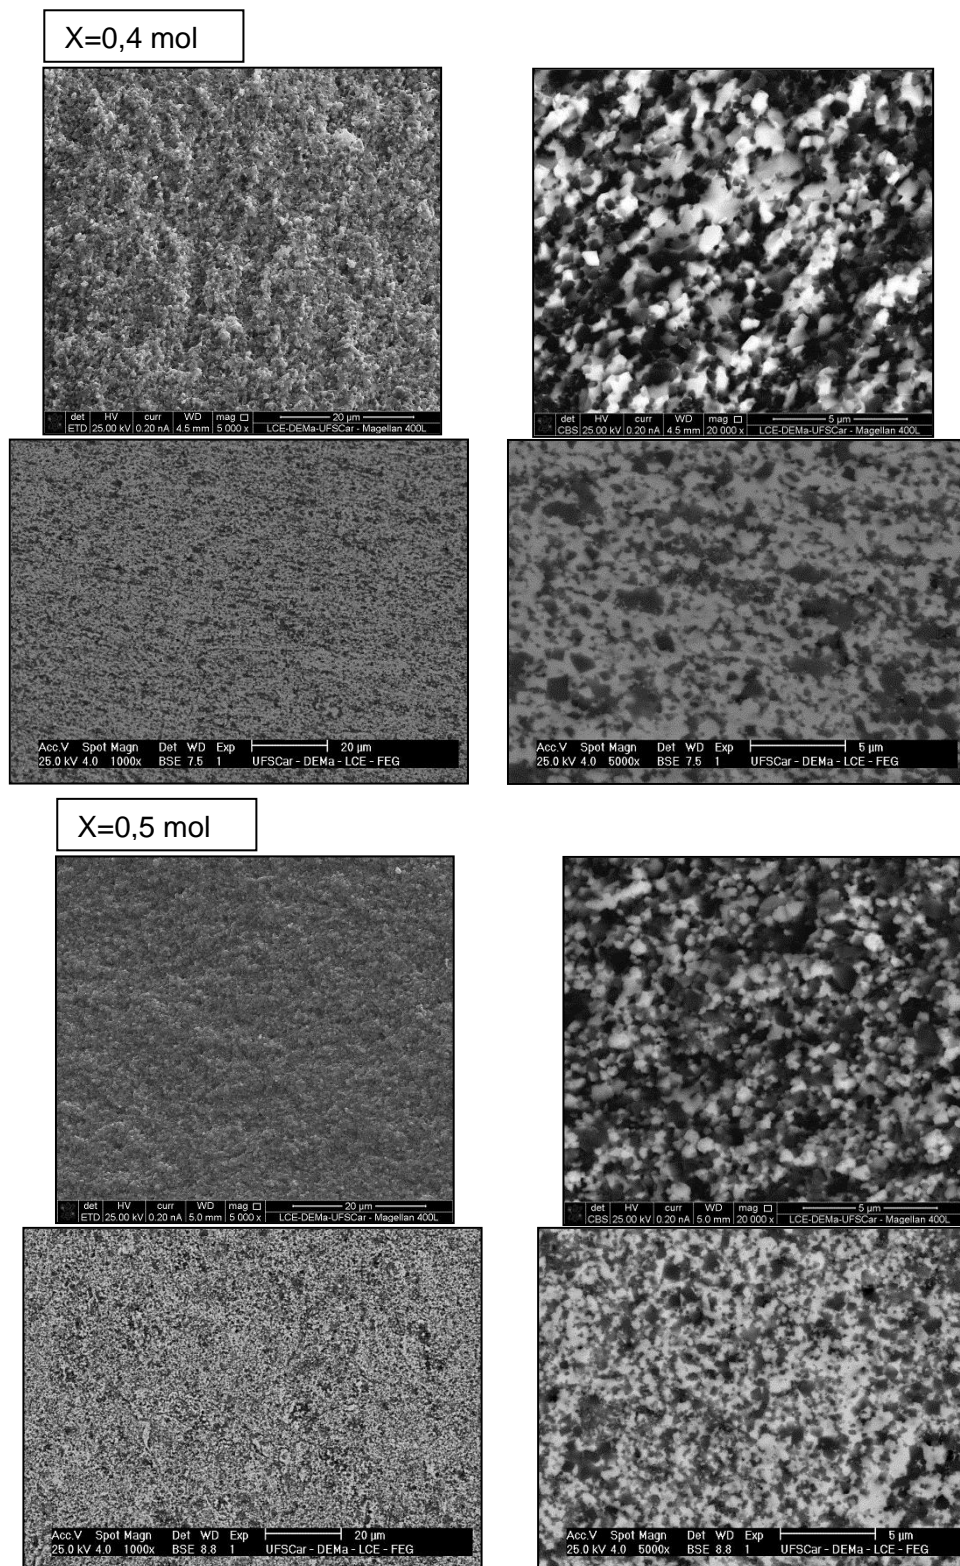 X=0,4 mol
det HV curr WD mag
ETD 25.00 kV 0.20 nA 4.5 mm 5 000 x 20 µm LCE-DEMa-UFSCar - Magellan 400L
det HV curr WD mag
CBS 25.00 kV 0.20 nA 4.5 mm 20 000 x 5 µm LCE-DEMa-UFSCar - Magellan 400L
Acc.V Spot Magn Det WD Exp 20 µm
25.0 kV 4.0 1000x BSE 7.5 1 UFSCar - DEMa - LCE - FEG
Acc.V Spot Magn Det WD Exp 5 µm
25.0 kV 4.0 5000x BSE 7.5 1 UFSCar - DEMa - LCE - FEG
X=0,5 mol
det HV curr WD mag
ETD 25.00 kV 0.20 nA 5.0 mm 5 000 x 20 µm LCE-DEMa-UFSCar - Magellan 400L
det HV curr WD mag
CBS 25.00 kV 0.20 nA 5.0 mm 20 000 x 5 µm LCE-DEMa-UFSCar - Magellan 400L
Acc.V Spot Magn Det WD Exp 20 µm
25.0 kV 4.0 1000x BSE 8.8 1 UFSCar - DEMa - LCE - FEG
Acc.V Spot Magn Det WD Exp 5 µm
25.0 kV 4.0 5000x BSE 8.8 1 UFSCar - DEMa - LCE - FEG